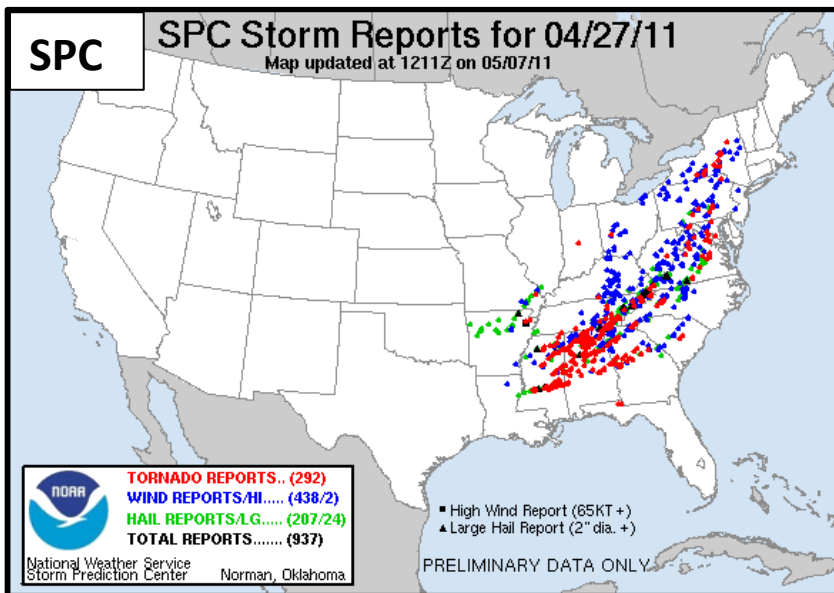 SPC
SPC Storm Reports for 04/27/11
Map updated at 1211Z on 05/07/11
TORNADO REPORTS.. (292)
WIND REPORTS/HI..... (438/2)
HAIL REPORTS/LG..... (207/24)
TOTAL REPORTS....... (937)
NOAA
National Weather Service
Storm Prediction Center Norman, Oklahoma
High Wind Report (65KT +)
Large Hail Report (2" dia. +)
PRELIMINARY DATA ONLY